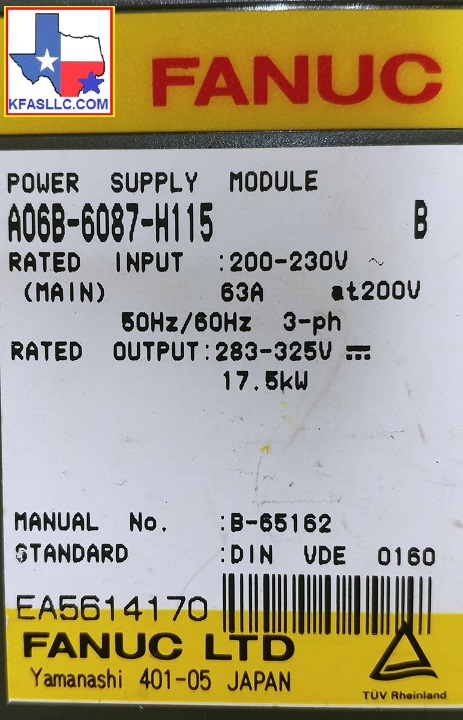 KFASLLC.COM
FANUC
POWER SUPPLY MODULE
A06B-6087-H115 B
RATED INPUT :200-230V ~
(MAIN) 63A at200V
50Hz/60Hz 3-ph
RATED OUTPUT:283-325V ⎓
17.5kW
MANUAL No. :B-65162
STANDARD :DIN VDE 0160
EA5614170
FANUC LTD
Yamanashi 401-05 JAPAN
TÜV Rheinland